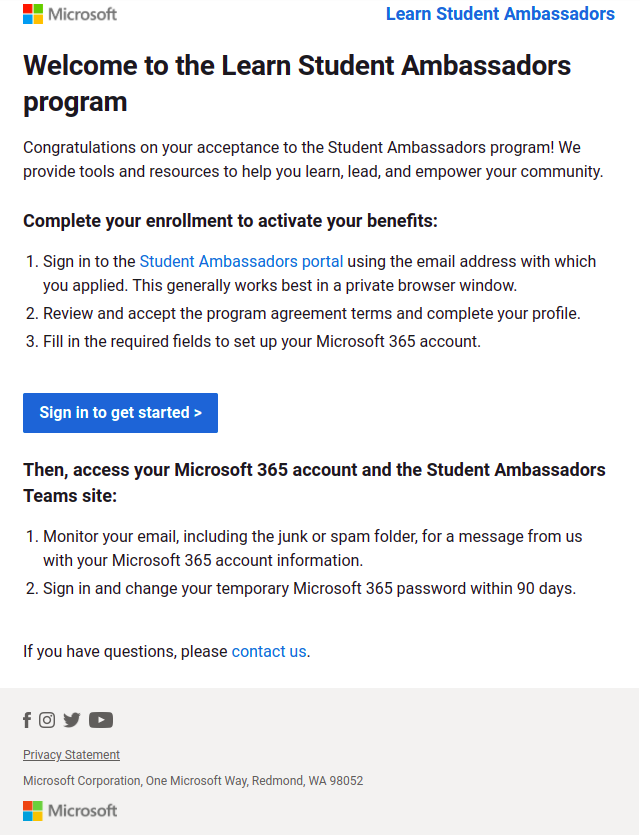 Microsoft
Learn Student Ambassadors
Welcome to the Learn Student Ambassadors
program
Congratulations on your acceptance to the Student Ambassadors program! We
provide tools and resources to help you learn, lead, and empower your community.
Complete your enrollment to activate your benefits:
1. Sign in to the Student Ambassadors portal using the email address with which
you applied. This generally works best in a private browser window.
2. Review and accept the program agreement terms and complete your profile.
3. Fill in the required fields to set up your Microsoft 365 account.
Sign in to get started >
Then, access your Microsoft 365 account and the Student Ambassadors
Teams site:
1. Monitor your email, including the junk or spam folder, for a message from us
with your Microsoft 365 account information.
2. Sign in and change your temporary Microsoft 365 password within 90 days.
If you have questions, please contact us.
Privacy Statement
Microsoft Corporation, One Microsoft Way, Redmond, WA 98052
Microsoft